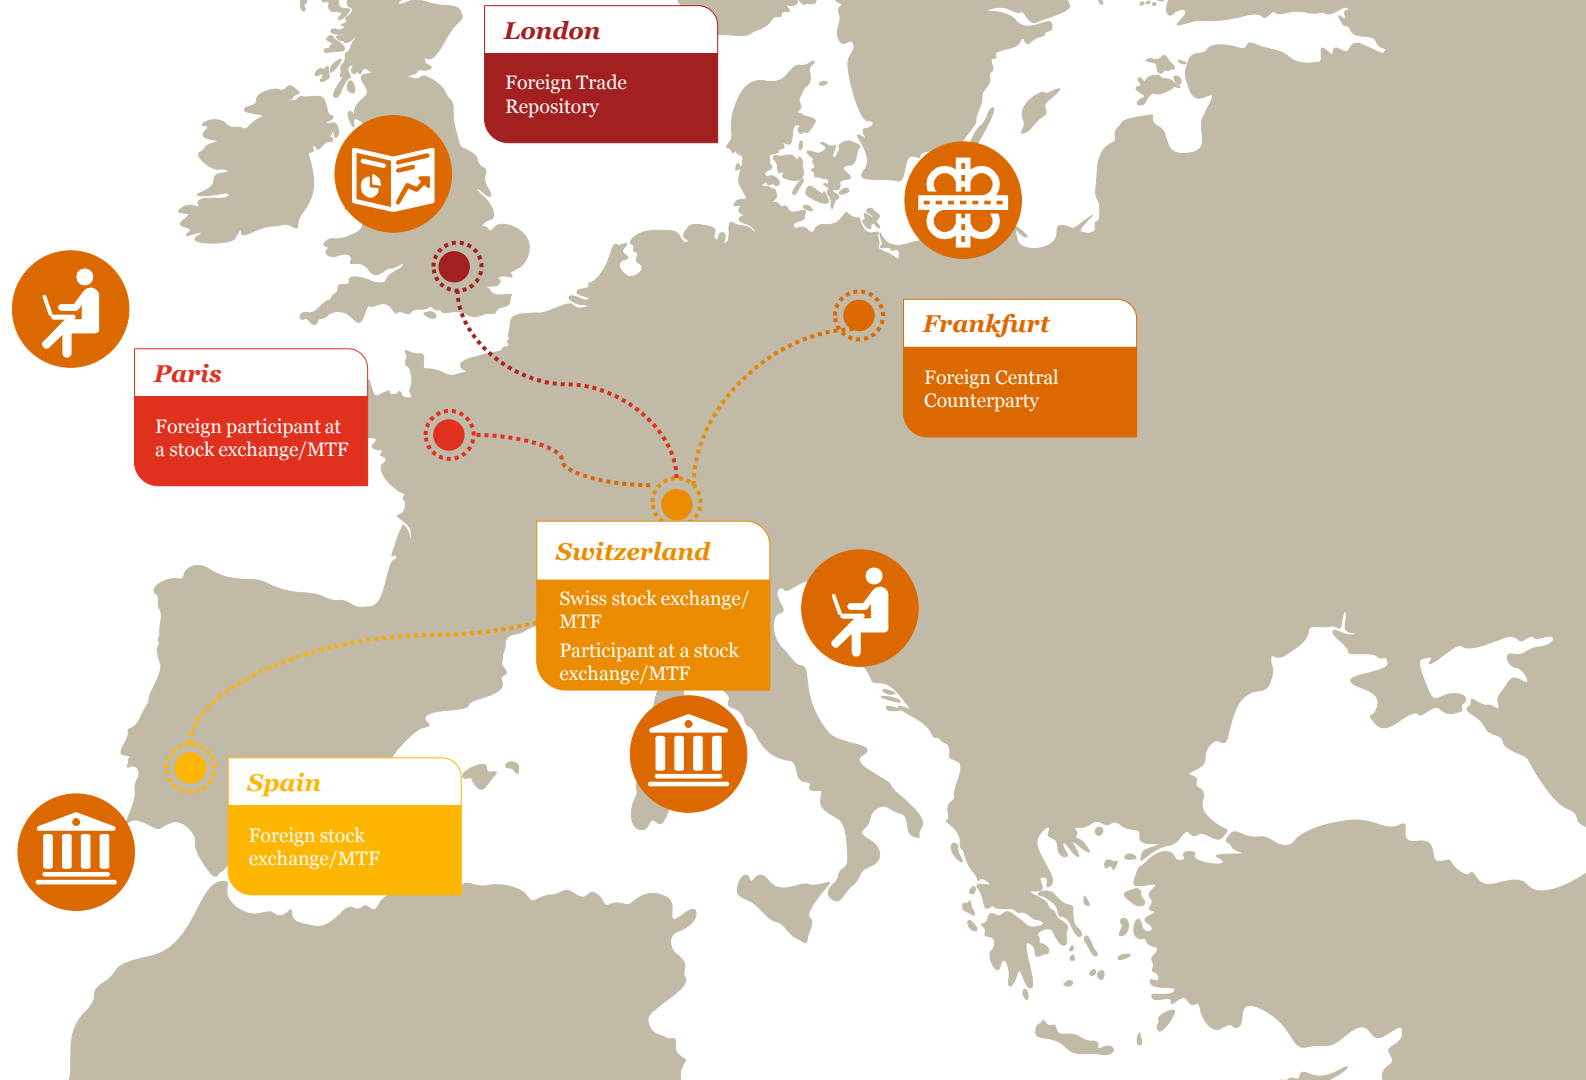 London
Foreign Trade
Repository
Paris
Foreign participant at
a stock exchange/MTF
Frankfurt
Foreign Central
Counterparty
Switzerland
Swiss stock exchange/
MTF
Participant at a stock
exchange/MTF
Spain
Foreign stock
exchange/MTF